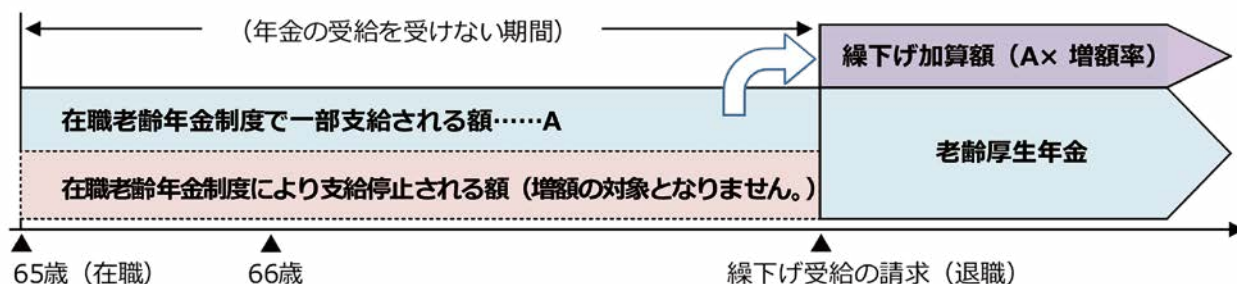 (年金の受給を受けない期間)
繰下げ加算額(A× 増額率)
在職老齢年金制度で一部支給される額……A
老齢厚生年金
在職老齢年金制度により支給停止される額(増額の対象となりません。)
65歳(在職)
66歳
繰下げ受給の請求(退職)